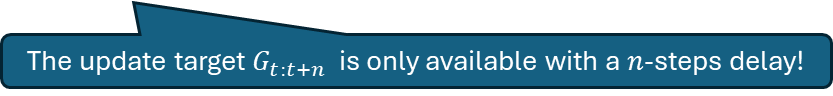 The update target $G_{t:t+n}$ is only available with a $n$-steps delay!